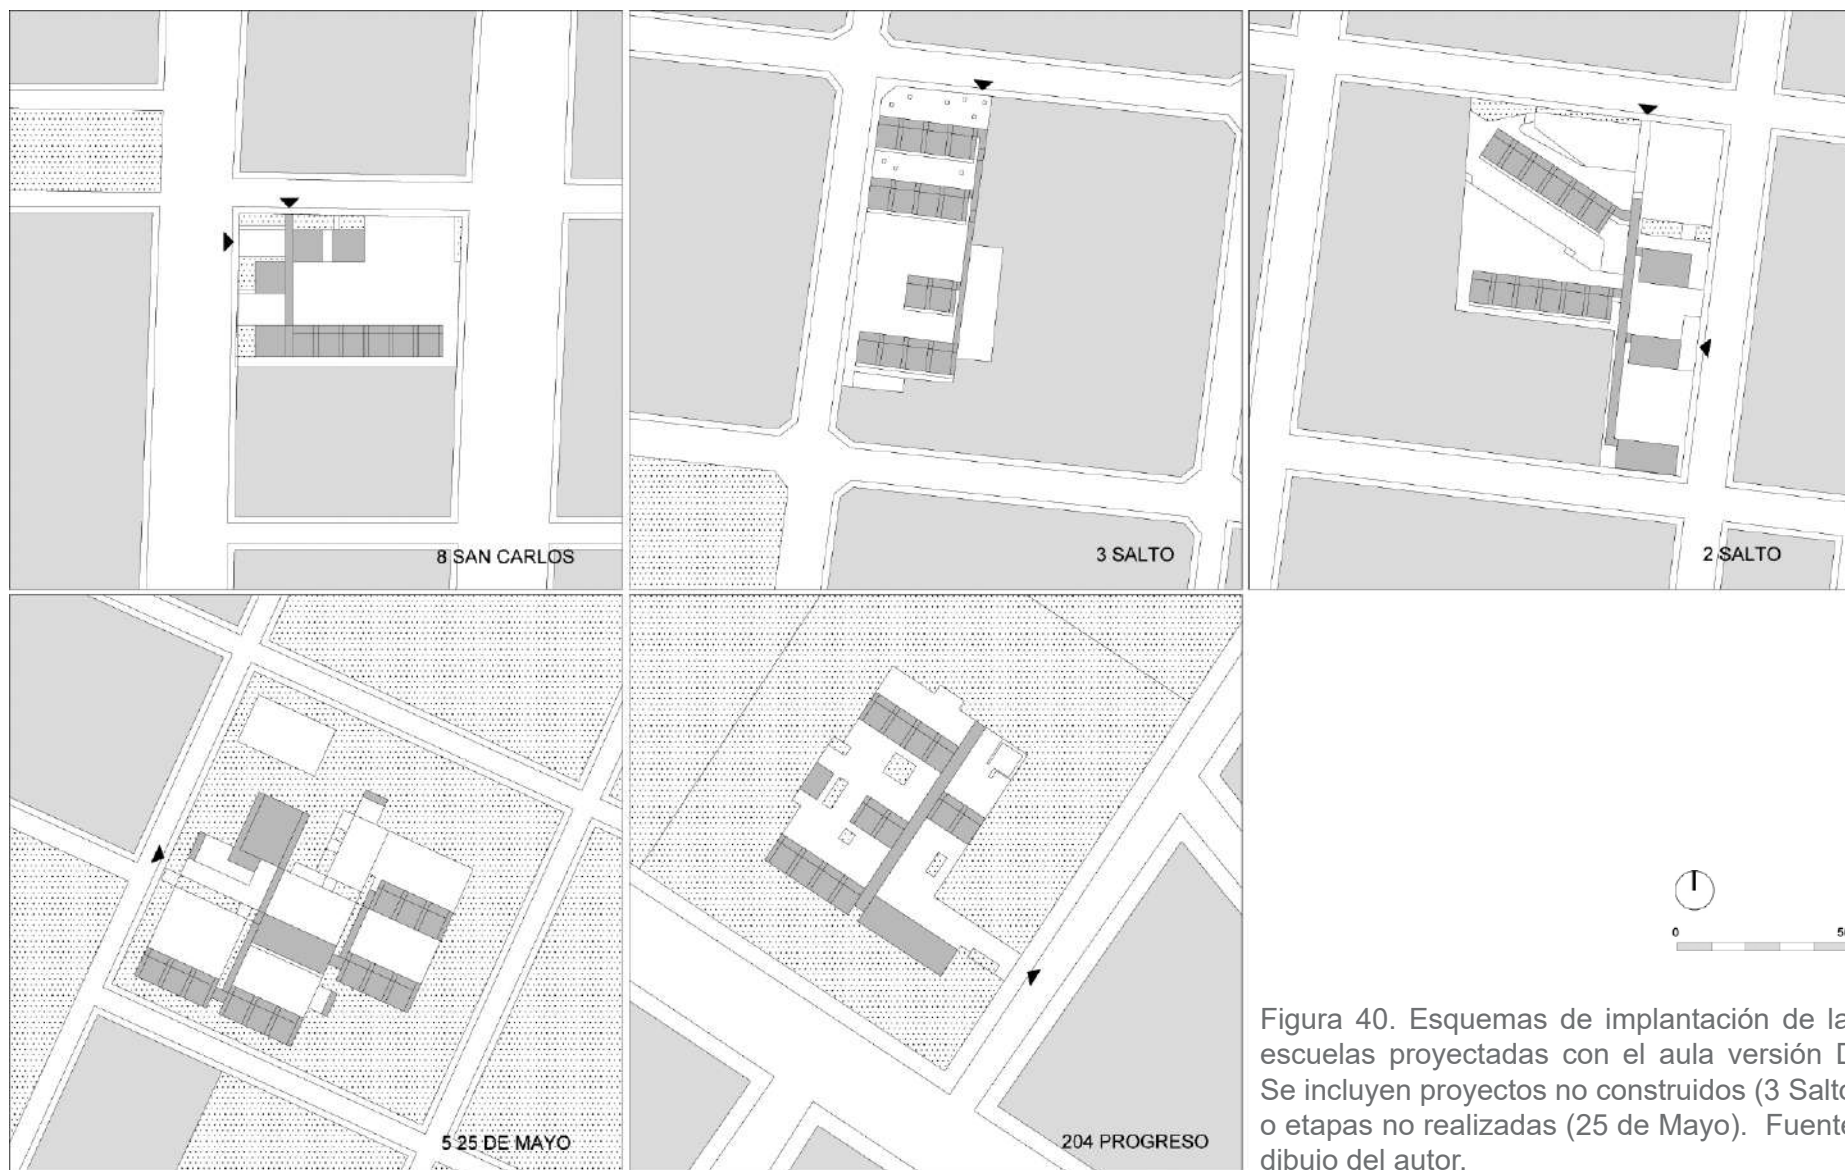 8 SAN CARLOS
3 SALTO
2 SALTO
5 25 DE MAYO
204 PROGRESO
0
Figura 40. Esquemas de implantación de
escuelas proyectadas con el aula versión
Se incluyen proyectos no construidos (3 Salto
o etapas no realizadas (25 de Mayo). Fuente
dibujo del autor.